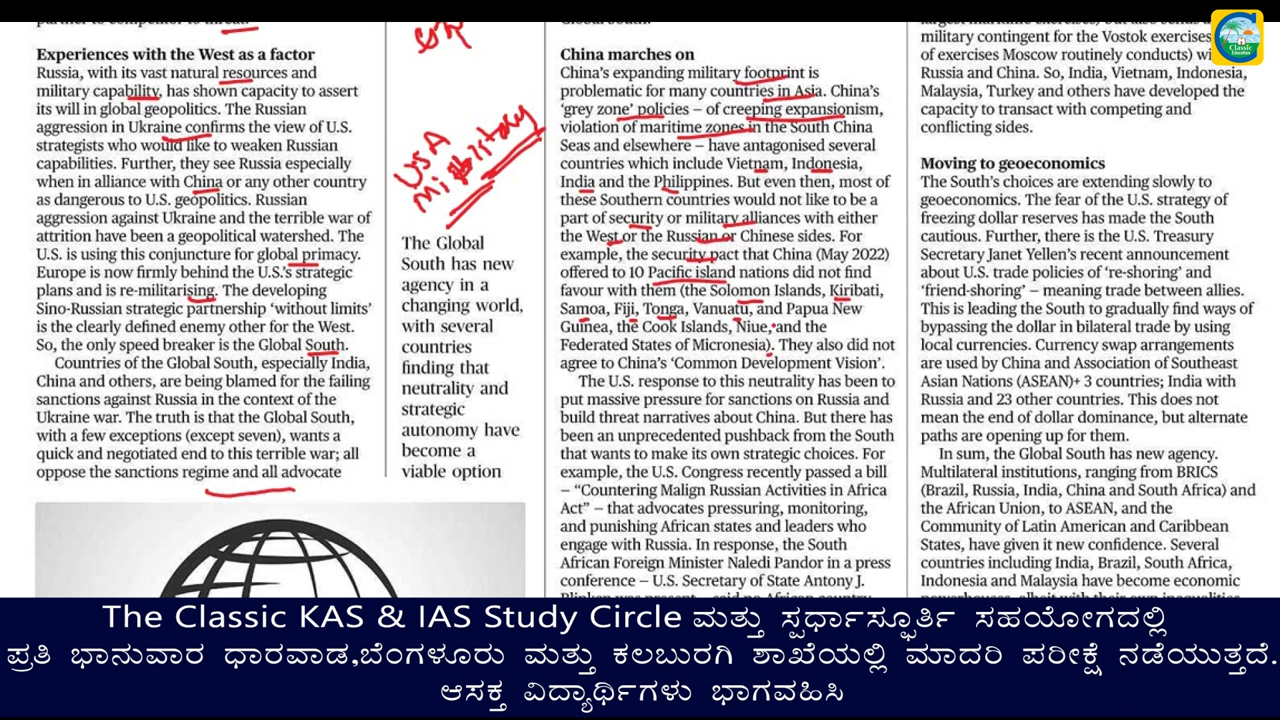 partner to competitor to threat.
Experiences with the West as a factor
Russia, with its vast natural resources and
military capability, has shown capacity to assert
its will in global geopolitics. The Russian
aggression in Ukraine confirms the view of U.S.
strategists who would like to weaken Russian
capabilities. Further, they see Russia especially
when in alliance with China or any other country
as dangerous to U.S. geopolitics. Russian
aggression against Ukraine and the terrible war of
attrition have been a geopolitical watershed. The
U.S. is using this conjuncture for global primacy.
Europe is now firmly behind the U.S.'s strategic
plans and is re-militarising. The developing
Sino-Russian strategic partnership 'without limits'
is the clearly defined enemy other for the West.
So, the only speed breaker is the Global South.
Countries of the Global South, especially India,
China and others, are being blamed for the failing
sanctions against Russia in the context of the
Ukraine war. The truth is that the Global South,
with a few exceptions (except seven), wants a
quick and negotiated end to this terrible war; all
oppose the sanctions regime and all advocate
USA
The Global
South has new
agency in a
changing world,
with several
countries
finding that
neutrality and
strategic
autonomy have
become a
viable option
Global South.
China marches on
China's expanding military footprint is
problematic for many countries in Asia. China's
'grey zone' policies – of creeping expansionism,
violation of maritime zones in the South China
Seas and elsewhere – have antagonised several
countries which include Vietnam, Indonesia,
India and the Philippines. But even then, most of
these Southern countries would not like to be a
part of security or military alliances with either
the West or the Russian or Chinese sides. For
example, the security pact that China (May 2022)
offered to 10 Pacific island nations did not find
favour with them (the Solomon Islands, Kiribati,
Samoa, Fiji, Tonga, Vanuatu, and Papua New
Guinea, the Cook Islands, Niue, and the
Federated States of Micronesia). They also did not
agree to China's 'Common Development Vision'.
The U.S. response to this neutrality has been to
put massive pressure for sanctions on Russia and
build threat narratives about China. But there has
been an unprecedented pushback from the South
that wants to make its own strategic choices. For
example, the U.S. Congress recently passed a bill
– "Countering Malign Russian Activities in Africa
Act" – that advocates pressuring, monitoring,
and punishing African states and leaders who
engage with Russia. In response, the South
African Foreign Minister Naledi Pandor in a press
conference – U.S. Secretary of State Antony J.
military contingent for the Vostok exercises
of exercises Moscow routinely conducts) wi
Russia and China. So, India, Vietnam, Indonesia,
Malaysia, Turkey and others have developed the
capacity to transact with competing and
conflicting sides.
Moving to geoeconomics
The South's choices are extending slowly to
geoeconomics. The fear of the U.S. strategy of
freezing dollar reserves has made the South
cautious. Further, there is the U.S. Treasury
Secretary Janet Yellen's recent announcement
about U.S. trade policies of 're-shoring' and
'friend-shoring' – meaning trade between allies.
This is leading the South to gradually find ways of
bypassing the dollar in bilateral trade by using
local currencies. Currency swap arrangements
are used by China and Association of Southeast
Asian Nations (ASEAN)+ 3 countries; India with
Russia and 23 other countries. This does not
mean the end of dollar dominance, but alternate
paths are opening up for them.
In sum, the Global South has new agency.
Multilateral institutions, ranging from BRICS
(Brazil, Russia, India, China and South Africa) and
the African Union, to ASEAN, and the
Community of Latin American and Caribbean
States, have given it new confidence. Several
countries including India, Brazil, South Africa,
Indonesia and Malaysia have become economic
Classic
Education
The Classic KAS & IAS Study Circle ಮತ್ತು ಸ್ಪರ್ಧಾಸ್ಫೂರ್ತಿ ಸಹಯೋಗದಲ್ಲಿ
ಪ್ರತಿ ಭಾನುವಾರ ಧಾರವಾಡ,ಬೆಂಗಳೂರು ಮತ್ತು ಕಲಬುರಗಿ ಶಾಖೆಯಲ್ಲಿ ಮಾದರಿ ಪರೀಕ್ಷೆ ನಡೆಯುತ್ತದೆ.
ಆಸಕ್ತ ವಿದ್ಯಾರ್ಥಿಗಳು ಭಾಗವಹಿಸಿ